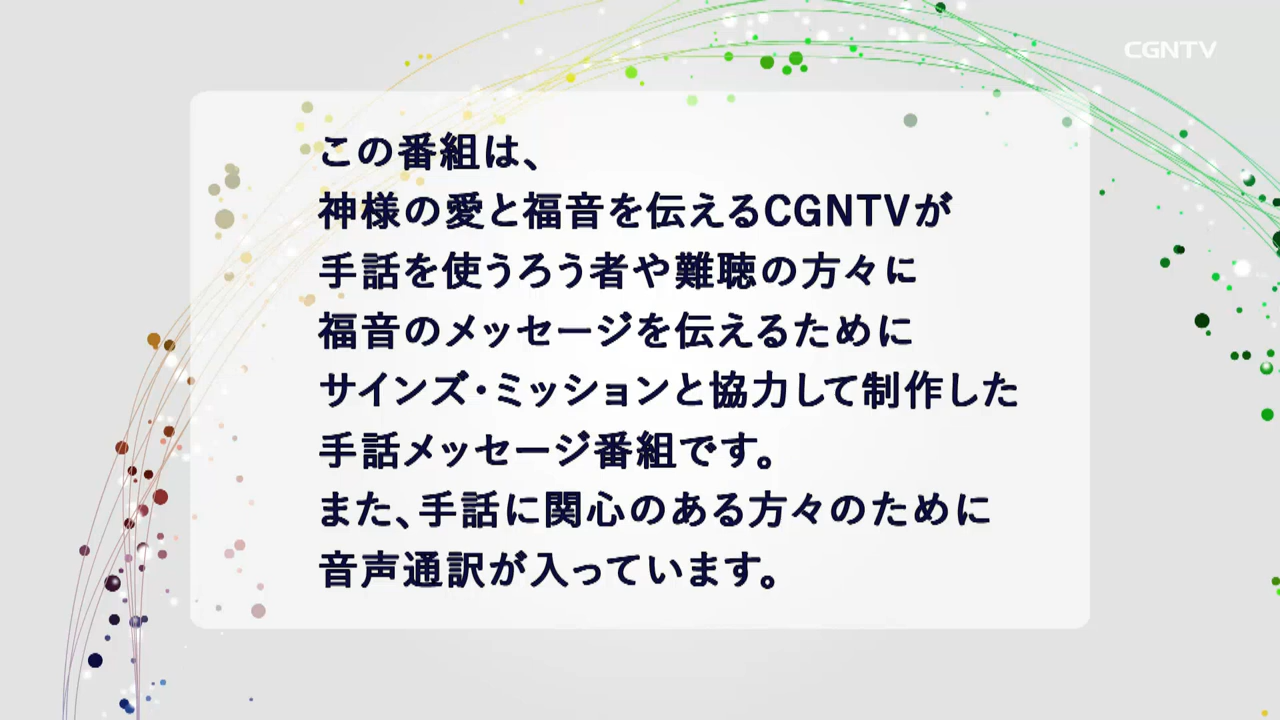 CGNTV
この番組は、
神様の愛と福音を伝えるCGNTVが
手話を使うろう者や難聴の方々に
福音のメッセージを伝えるために
サインズ・ミッションと協力して制作した
手話メッセージ番組です。
また、手話に関心のある方々のために
音声通訳が入っています。